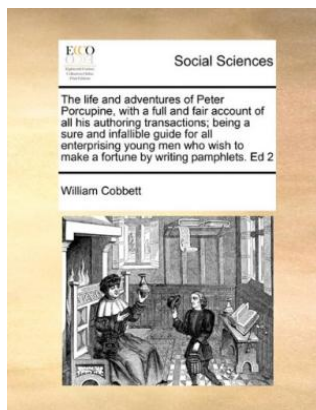 ECCO
Social Sciences
The life and adventures of Peter
Porcupine, with a full and fair account of
all his authoring transactions; being a
sure and infallible guide for all
enterprising young men who wish to
make a fortune by writing pamphlets. Ed 2
William Cobbett